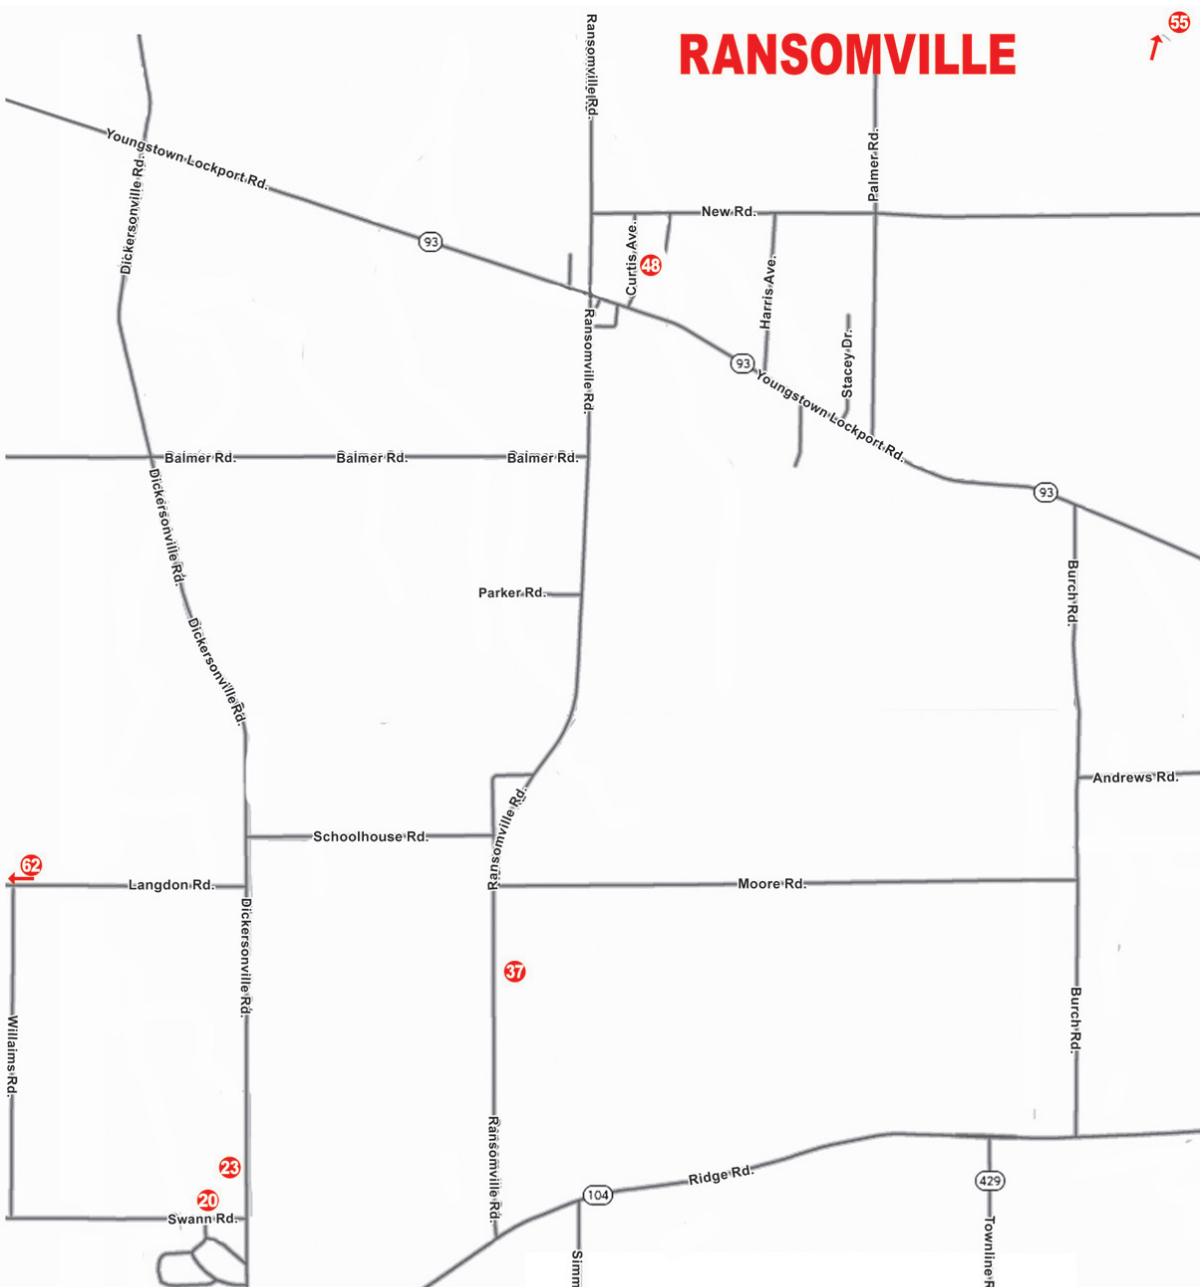 55
RANSOMVILLE
Ransomville Rd.
Palmer Rd.
Youngstown Lockport Rd.
Dickersonville Rd.
New Rd.
93
Curtis Ave.
48
Harris Ave.
Ransomville Rd.
Stacey Dr.
93
Youngstown Lockport Rd.
Balmer Rd.
Balmer Rd.
Balmer Rd.
93
Dickersonville Rd.
Parker Rd.
Burch Rd.
Dickersonville Rd.
Andrews Rd.
Ransomville Rd.
Schoolhouse Rd.
62
Langdon Rd.
Moore Rd.
Dickersonville Rd.
37
Burch Rd.
Willaims Rd.
Ransomville Rd.
23
Ridge Rd.
429
104
20
Swann Rd.
Townline R
Simm